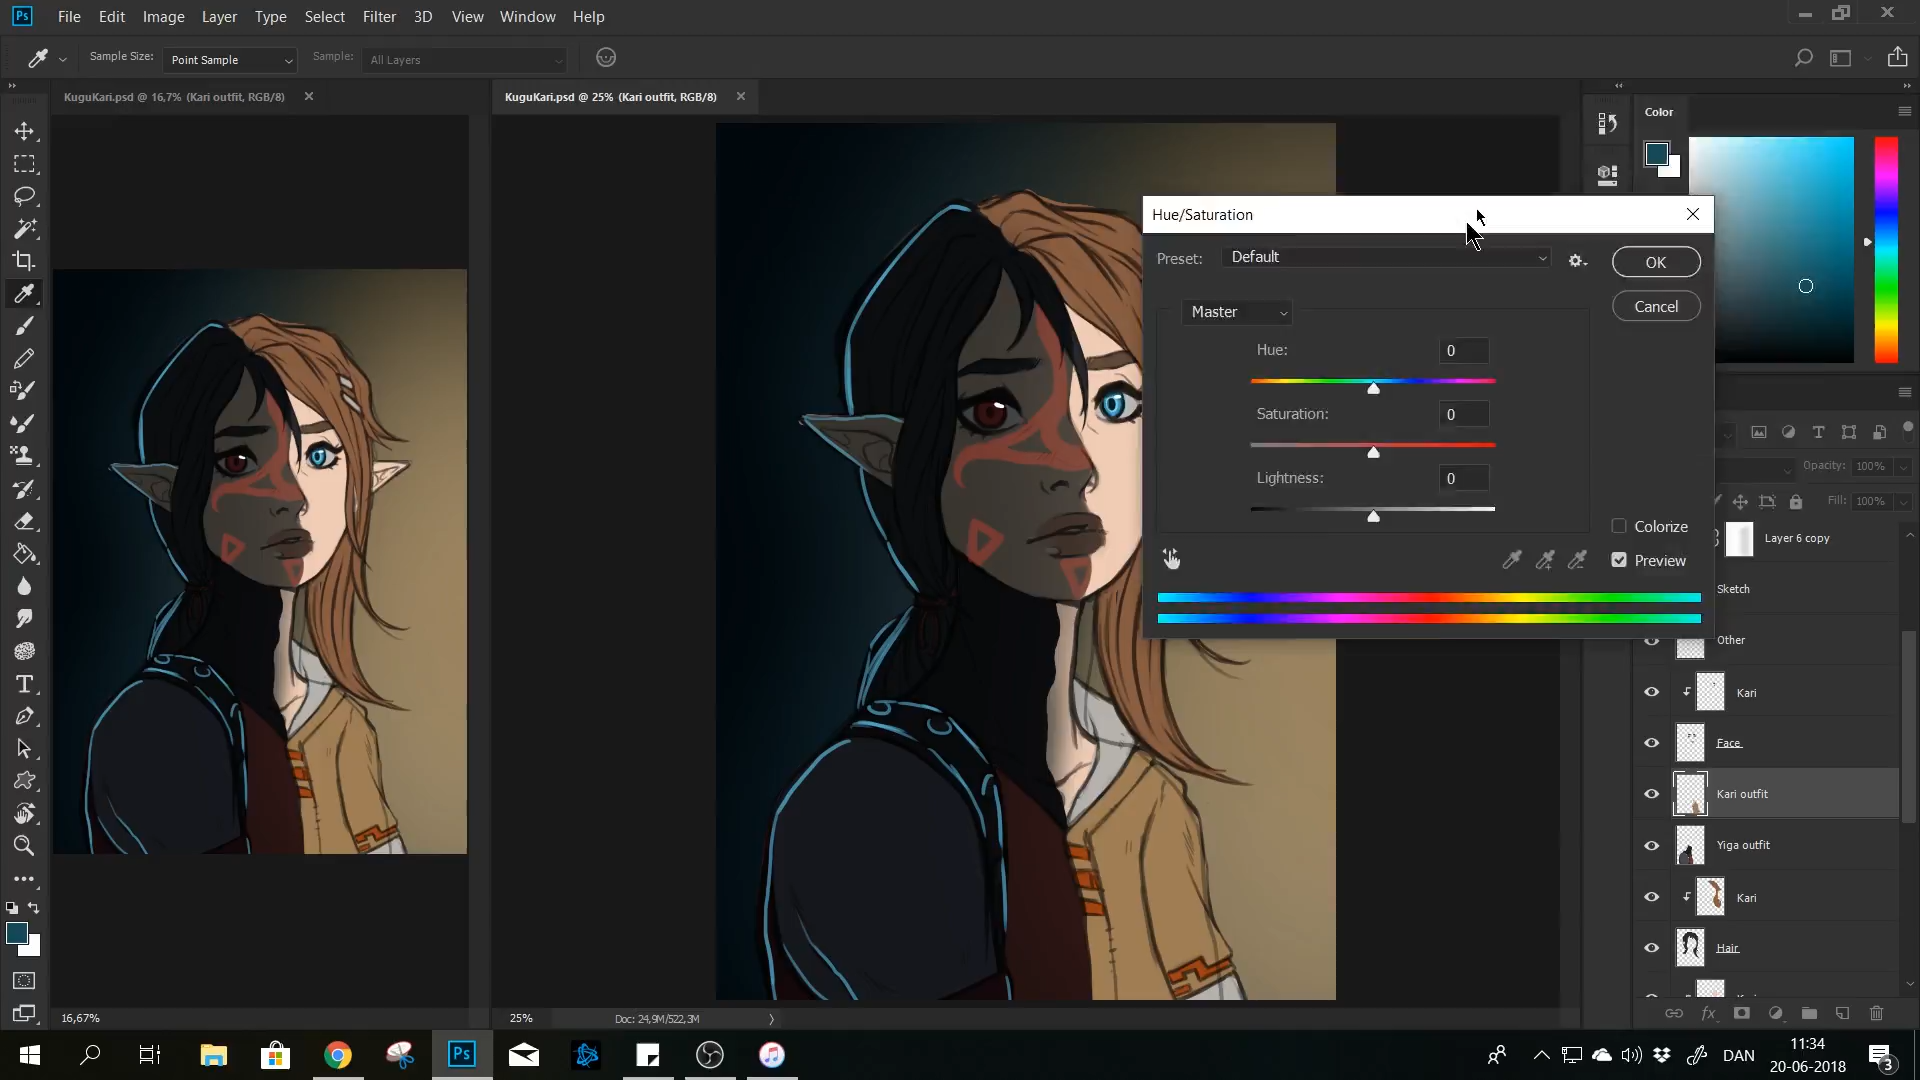 Ps File Edit Image Layer Type Select Filter 3D View Window Help
Sample Size: Point Sample Sample: All Layers
KuguKari.psd @ 16,7% (Kari outfit, RGB/8)
KuguKari.psd @ 25% (Kari outfit, RGB/8)
Color
Hue/Saturation
Preset: Default
OK
Master
Cancel
Hue: 0
Saturation: 0
Lightness: 0
Colorize
Preview
Opacity: 100%
Fill: 100%
Layer 6 copy
Sketch
Other
Kari
Face
Kari outfit
Yiga outfit
Kari
Hair
fx
16,67%
25%
Doc: 24,9M/522,3M
Ps
DAN
11:34
20-06-2018
3